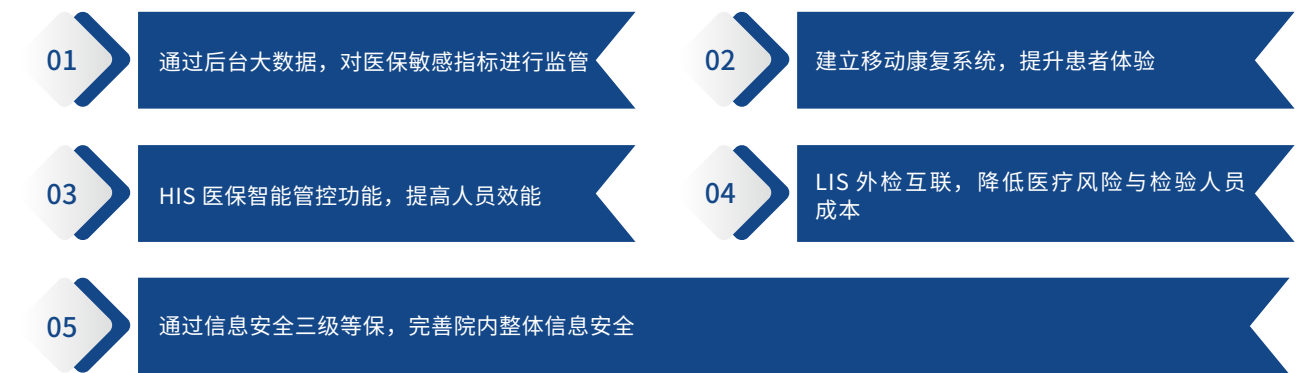 01
通过后台大数据，对医保敏感指标进行监管
02
建立移动康复系统，提升患者体验
03
HIS 医保智能管控功能，提高人员效能
04
LIS 外检互联，降低医疗风险与检验人员
成本
05
通过信息安全三级等保，完善院内整体信息安全